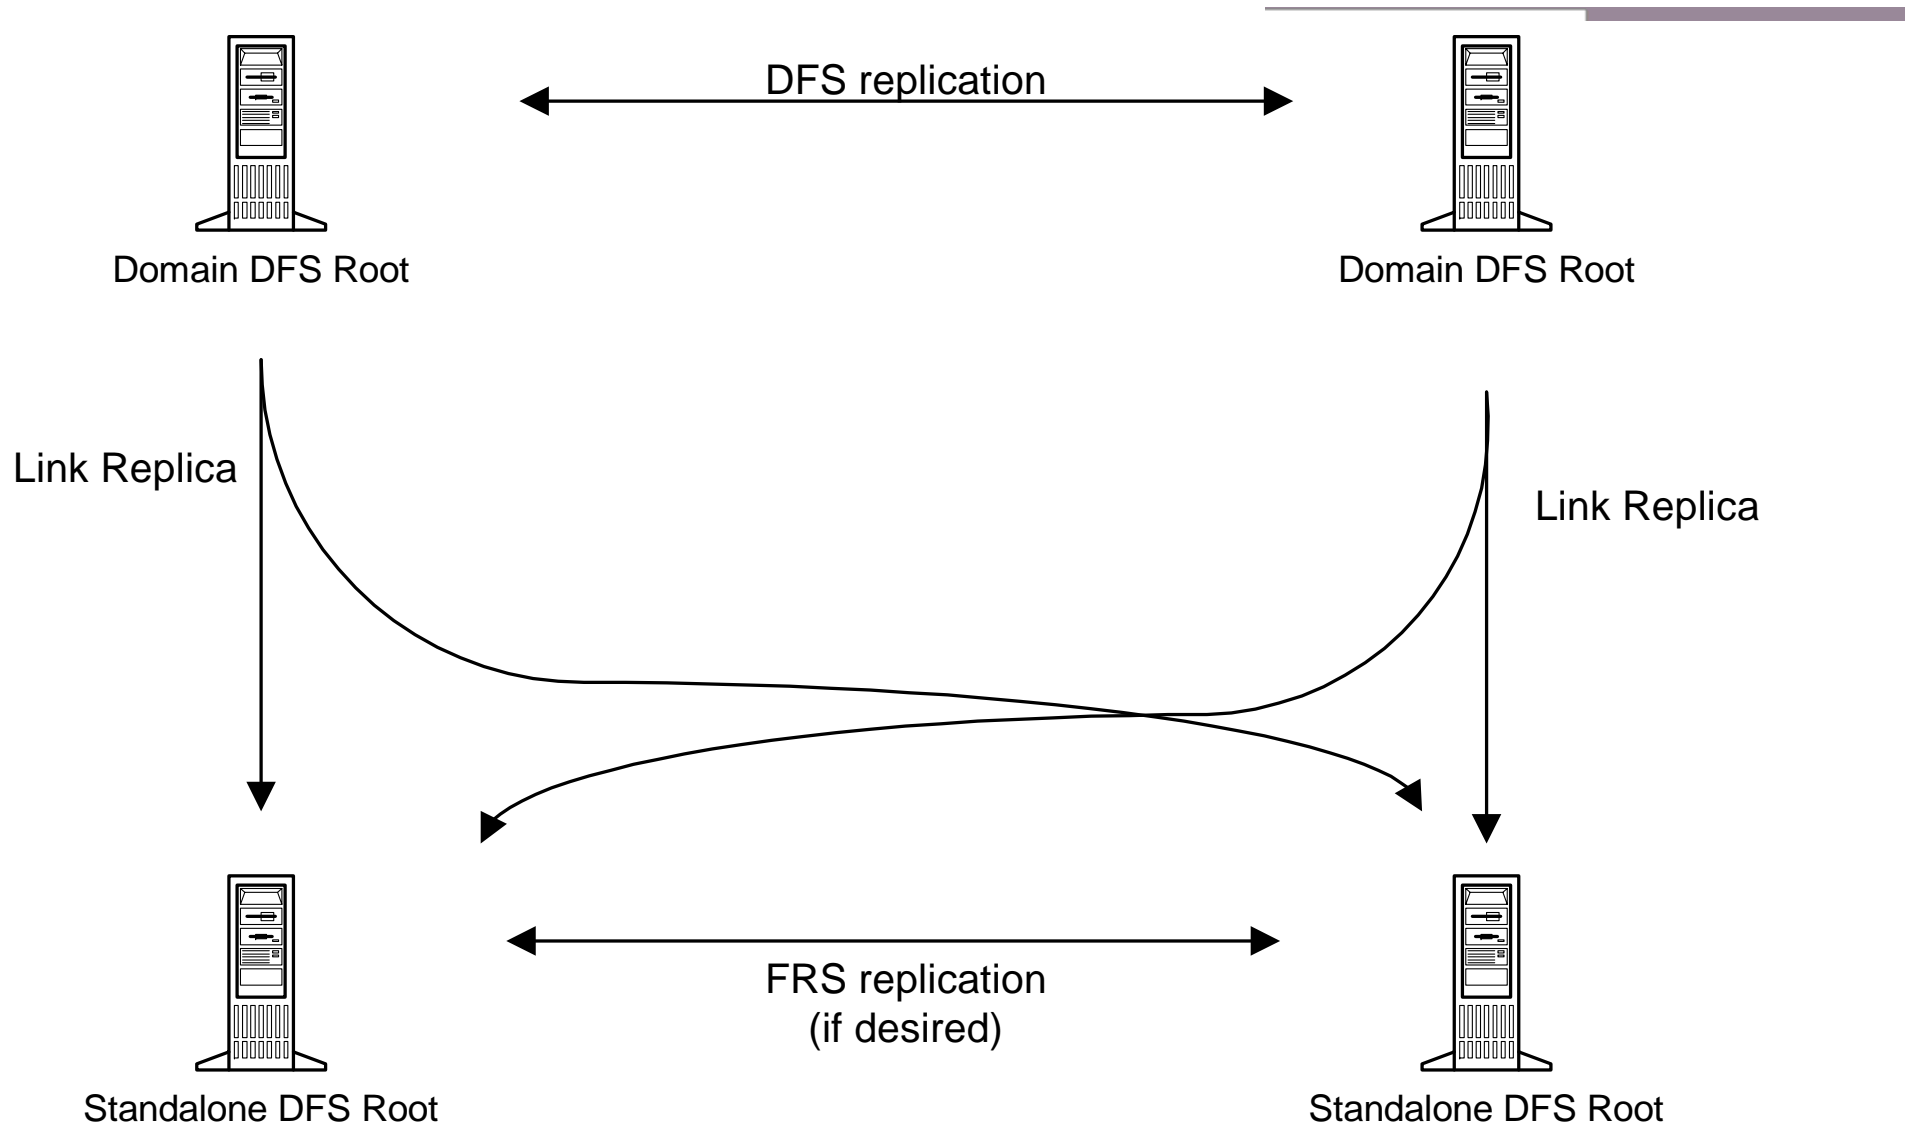 DFS replication
Domain DFS Root
Domain DFS Root
Link Replica
Link Replica
FRS replication
(if desired)
Standalone DFS Root
Standalone DFS Root